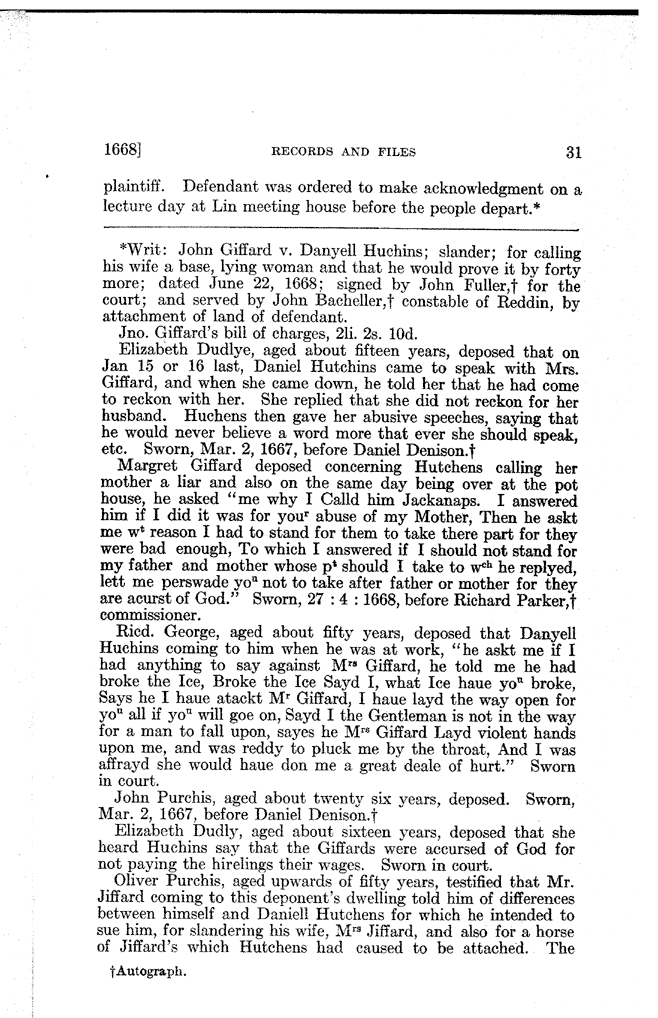 1668] RECORDS AND FILES 31
plaintiff. Defendant was ordered to make acknowledgment on a
lecture day at Lin meeting house before the people depart.*
*Writ: John Giffard v. Danyell Huchins; slander; for calling
his wife a base, lying woman and that he would prove it by forty
more; dated June 22, 1668; signed by John Fuller,† for the
court; and served by John Bacheller,† constable of Reddin, by
attachment of land of defendant.
Jno. Giffard's bill of charges, 2li. 2s. 10d.
Elizabeth Dudlye, aged about fifteen years, deposed that on
Jan 15 or 16 last, Daniel Hutchins came to speak with Mrs.
Giffard, and when she came down, he told her that he had come
to reckon with her. She replied that she did not reckon for her
husband. Huchens then gave her abusive speeches, saying that
he would never believe a word more that ever she should speak,
etc. Sworn, Mar. 2, 1667, before Daniel Denison.†
Margret Giffard deposed concerning Hutchens calling her
mother a liar and also on the same day being over at the pot
house, he asked "me why I Calld him Jackanaps. I answered
him if I did it was for youʳ abuse of my Mother, Then he askt
me wᵗ reason I had to stand for them to take there part for they
were bad enough, To which I answered if I should not stand for
my father and mother whose pᵗ should I take to wᶜʰ he replyed,
lett me perswade yoⁿ not to take after father or mother for they
are acurst of God." Sworn, 27 : 4 : 1668, before Richard Parker,†
commissioner.
Ricd. George, aged about fifty years, deposed that Danyell
Huchins coming to him when he was at work, "he askt me if I
had anything to say against Mʳˢ Giffard, he told me he had
broke the Ice, Broke the Ice Sayd I, what Ice haue yoⁿ broke,
Says he I haue atackt Mʳ Giffard, I haue layd the way open for
yoⁿ all if yoⁿ will goe on, Sayd I the Gentleman is not in the way
for a man to fall upon, sayes he Mʳˢ Giffard Layd violent hands
upon me, and was reddy to pluck me by the throat, And I was
affrayd she would haue don me a great deale of hurt." Sworn
in court.
John Purchis, aged about twenty six years, deposed. Sworn,
Mar. 2, 1667, before Daniel Denison.†
Elizabeth Dudly, aged about sixteen years, deposed that she
heard Huchins say that the Giffards were accursed of God for
not paying the hirelings their wages. Sworn in court.
Oliver Purchis, aged upwards of fifty years, testified that Mr.
Jiffard coming to this deponent's dwelling told him of differences
between himself and Daniell Hutchens for which he intended to
sue him, for slandering his wife, Mʳˢ Jiffard, and also for a horse
of Jiffard's which Hutchens had caused to be attached. The
†Autograph.